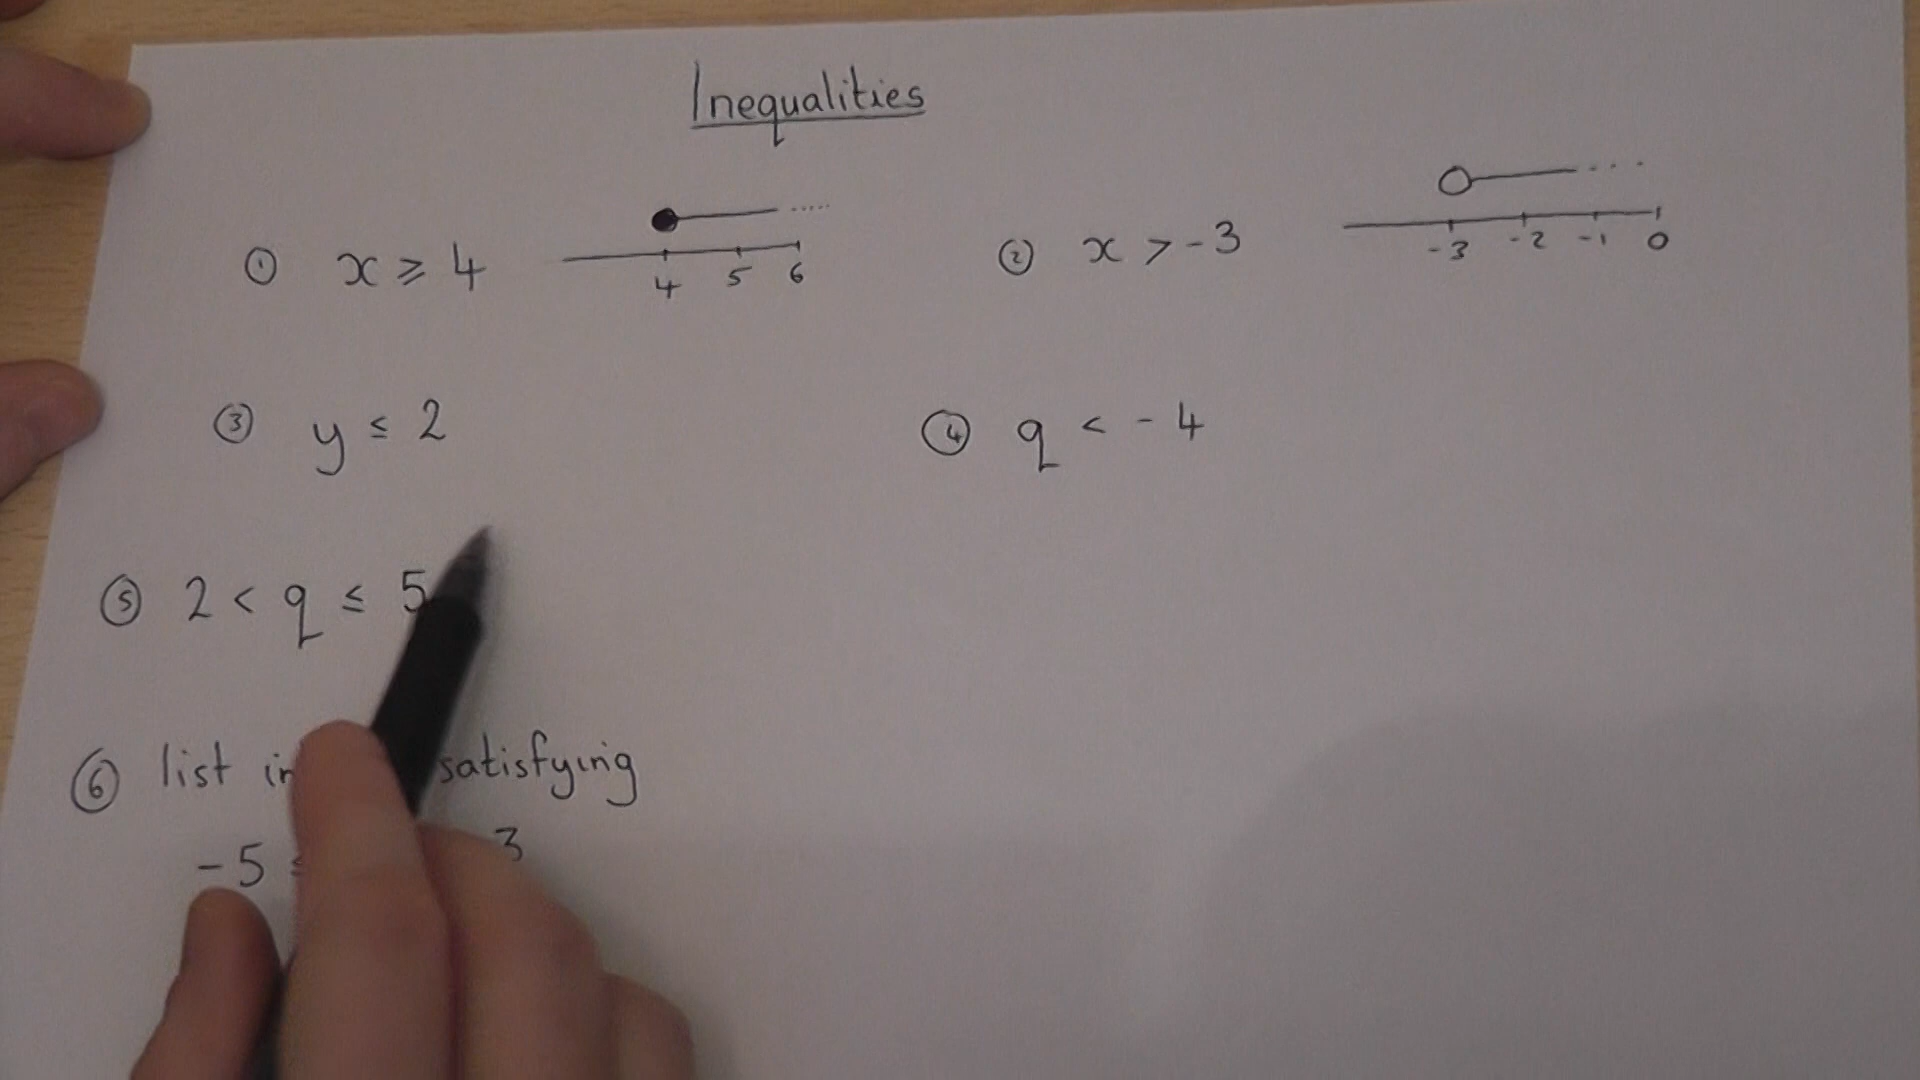 Inequalities
① x ≥ 4
4 5 6
② x > -3
-3 -2 -1 0
③ y ≤ 2
④ q < -4
⑤ 2 < q ≤ 5
⑥ list satisfying
-5 3